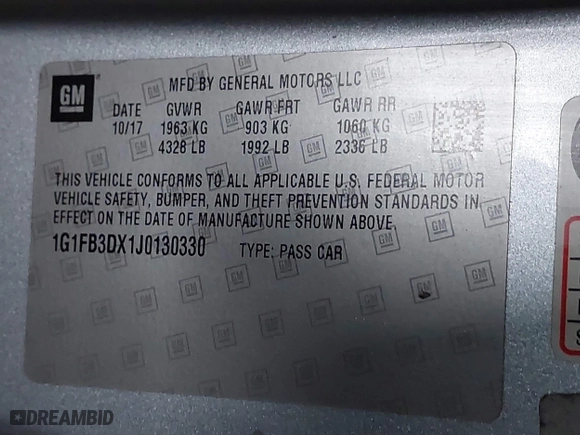 GM
MFD BY GENERAL MOTORS LLC
DATE GVWR GAWR FRT GAWR RR
10/17 1963 KG 903 KG 1060 KG
4328 LB 1992 LB 2336 LB
THIS VEHICLE CONFORMS TO ALL APPLICABLE U.S. FEDERAL MOTOR
VEHICLE SAFETY, BUMPER, AND THEFT PREVENTION STANDARDS IN
EFFECT ON THE DATE OF MANUFACTURE SHOWN ABOVE.
1G1FB3DX1J0130330 TYPE: PASS CAR
DREAMBID